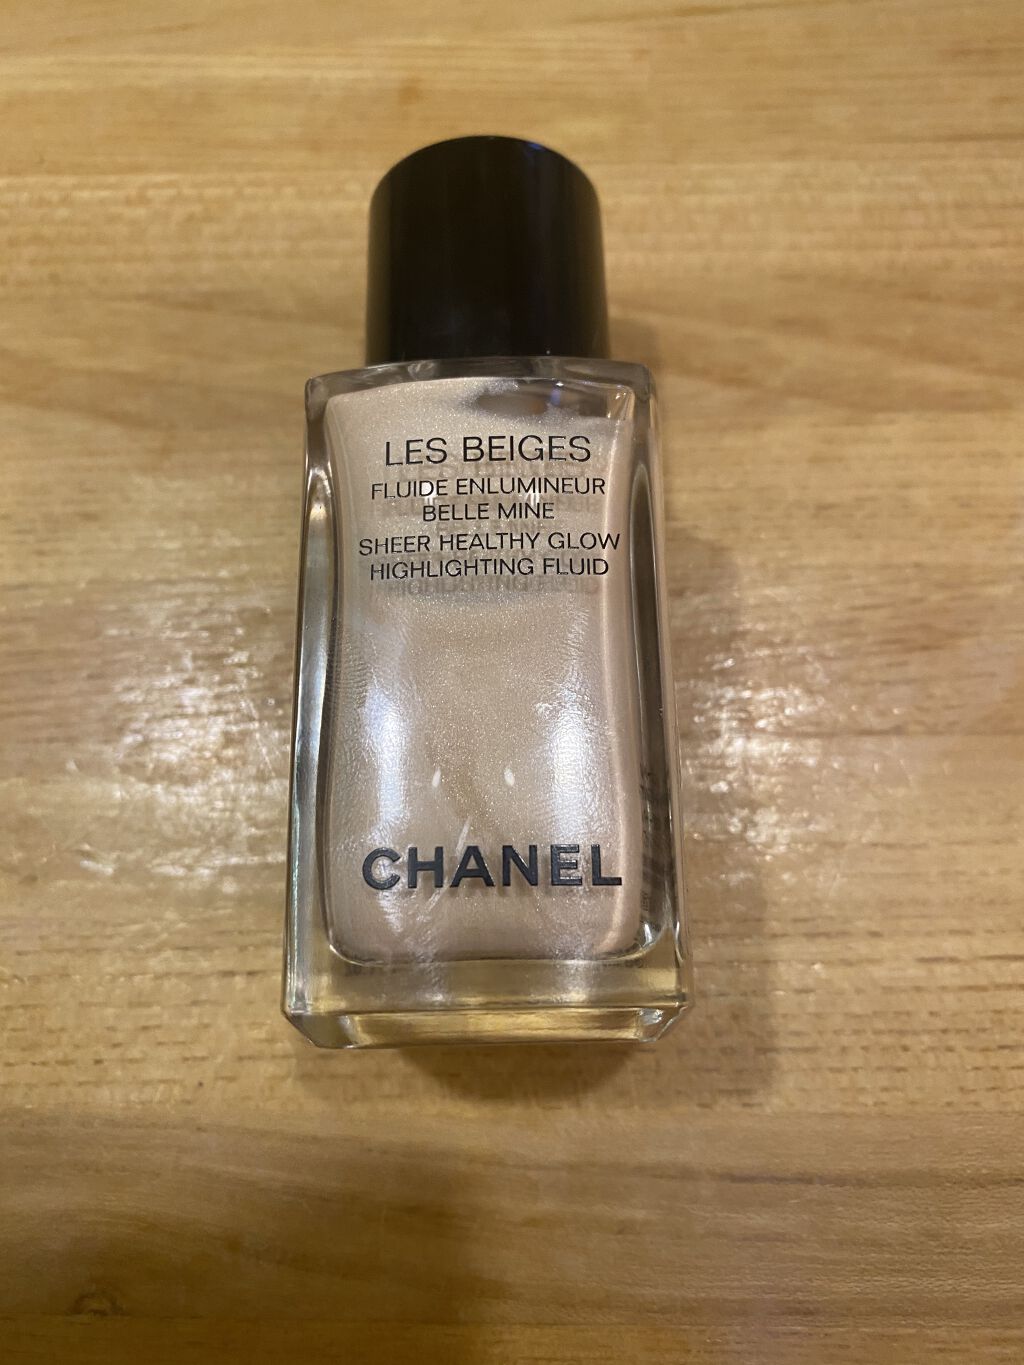 LES BEIGES
FLUIDE ENLUMINEUR
BELLE MINE
SHEER HEALTHY GLOW
HIGHLIGHTING FLUID
CHANEL